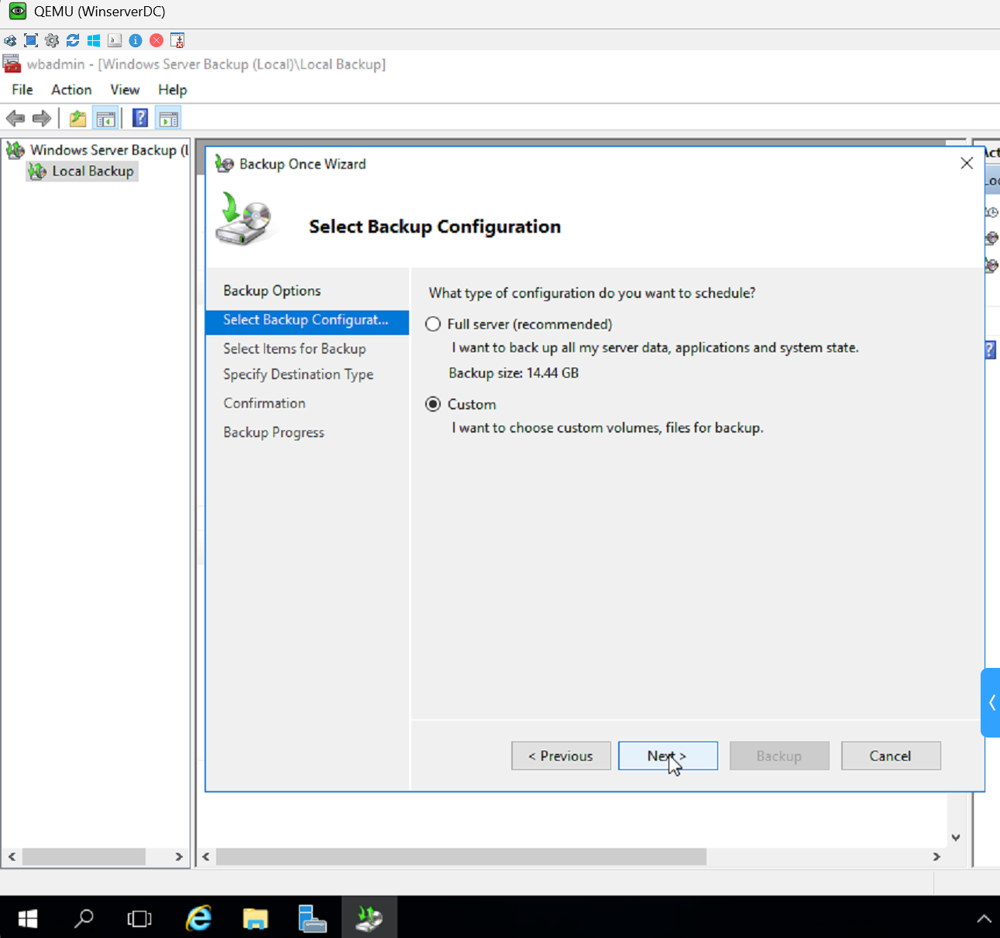 QEMU (WinserverDC)
wbadmin - [Windows Server Backup (Local)\Local Backup]
File Action View Help
Windows Server Backup (L
Local Backup
Backup Once Wizard
Select Backup Configuration
Backup Options
Select Backup Configurat...
Select Items for Backup
Specify Destination Type
Confirmation
Backup Progress
What type of configuration do you want to schedule?
Full server (recommended)
I want to back up all my server data, applications and system state.
Backup size: 14.44 GB
Custom
I want to choose custom volumes, files for backup.
< Previous
Next >
Backup
Cancel